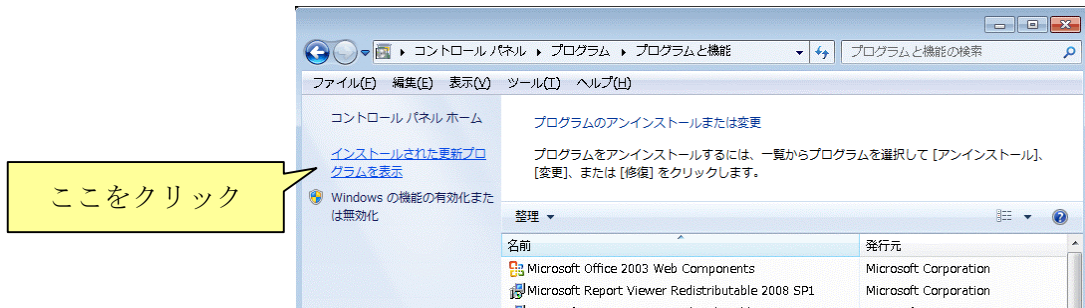 コントロール パネル ▸ プログラム ▸ プログラムと機能
プログラムと機能の検索
ファイル(F) 編集(E) 表示(V) ツール(T) ヘルプ(H)
コントロール パネル ホーム
インストールされた更新プロ
グラムを表示
Windows の機能の有効化また
は無効化
ここをクリック
プログラムのアンインストールまたは変更
プログラムをアンインストールするには、一覧からプログラムを選択して [アンインストール]、
[変更]、または [修復] をクリックします。
整理
名前 発行元
Microsoft Office 2003 Web Components Microsoft Corporation
Microsoft Report Viewer Redistributable 2008 SP1 Microsoft Corporation